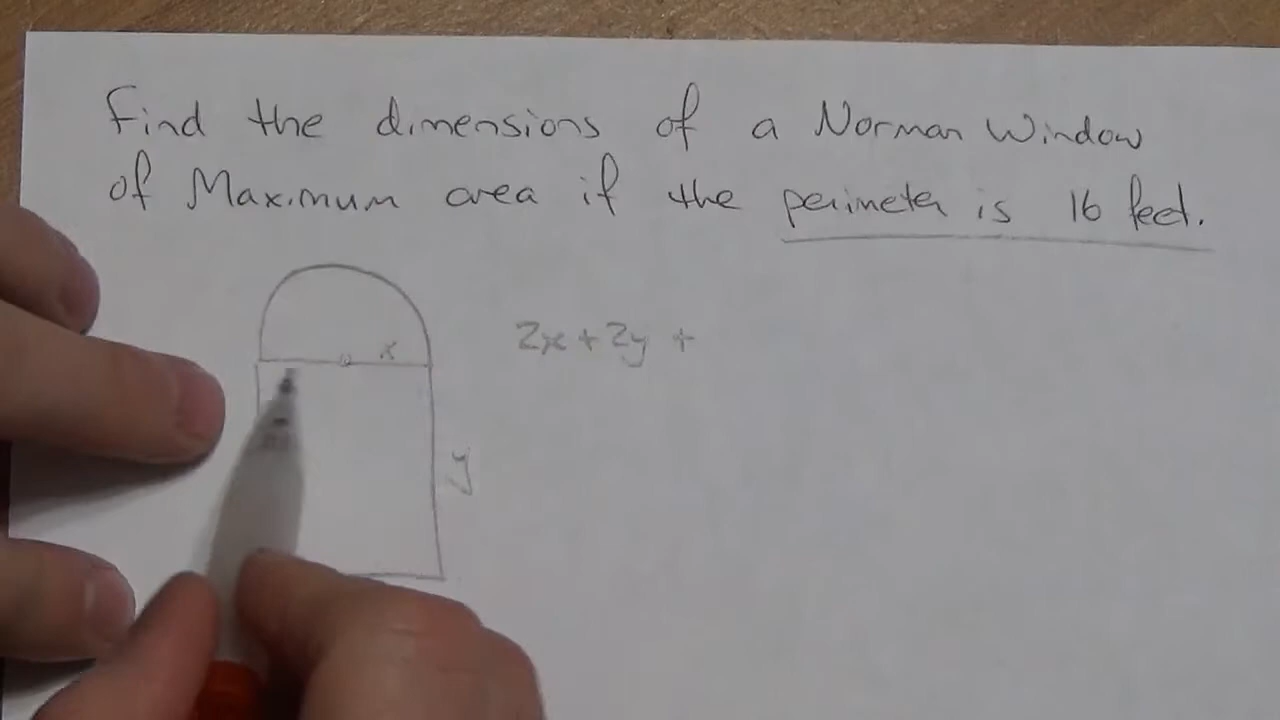 Find the dimensions of a Norman Window
of Maximum area if the perimeter is 16 feet.
2x + 2y +
x
y